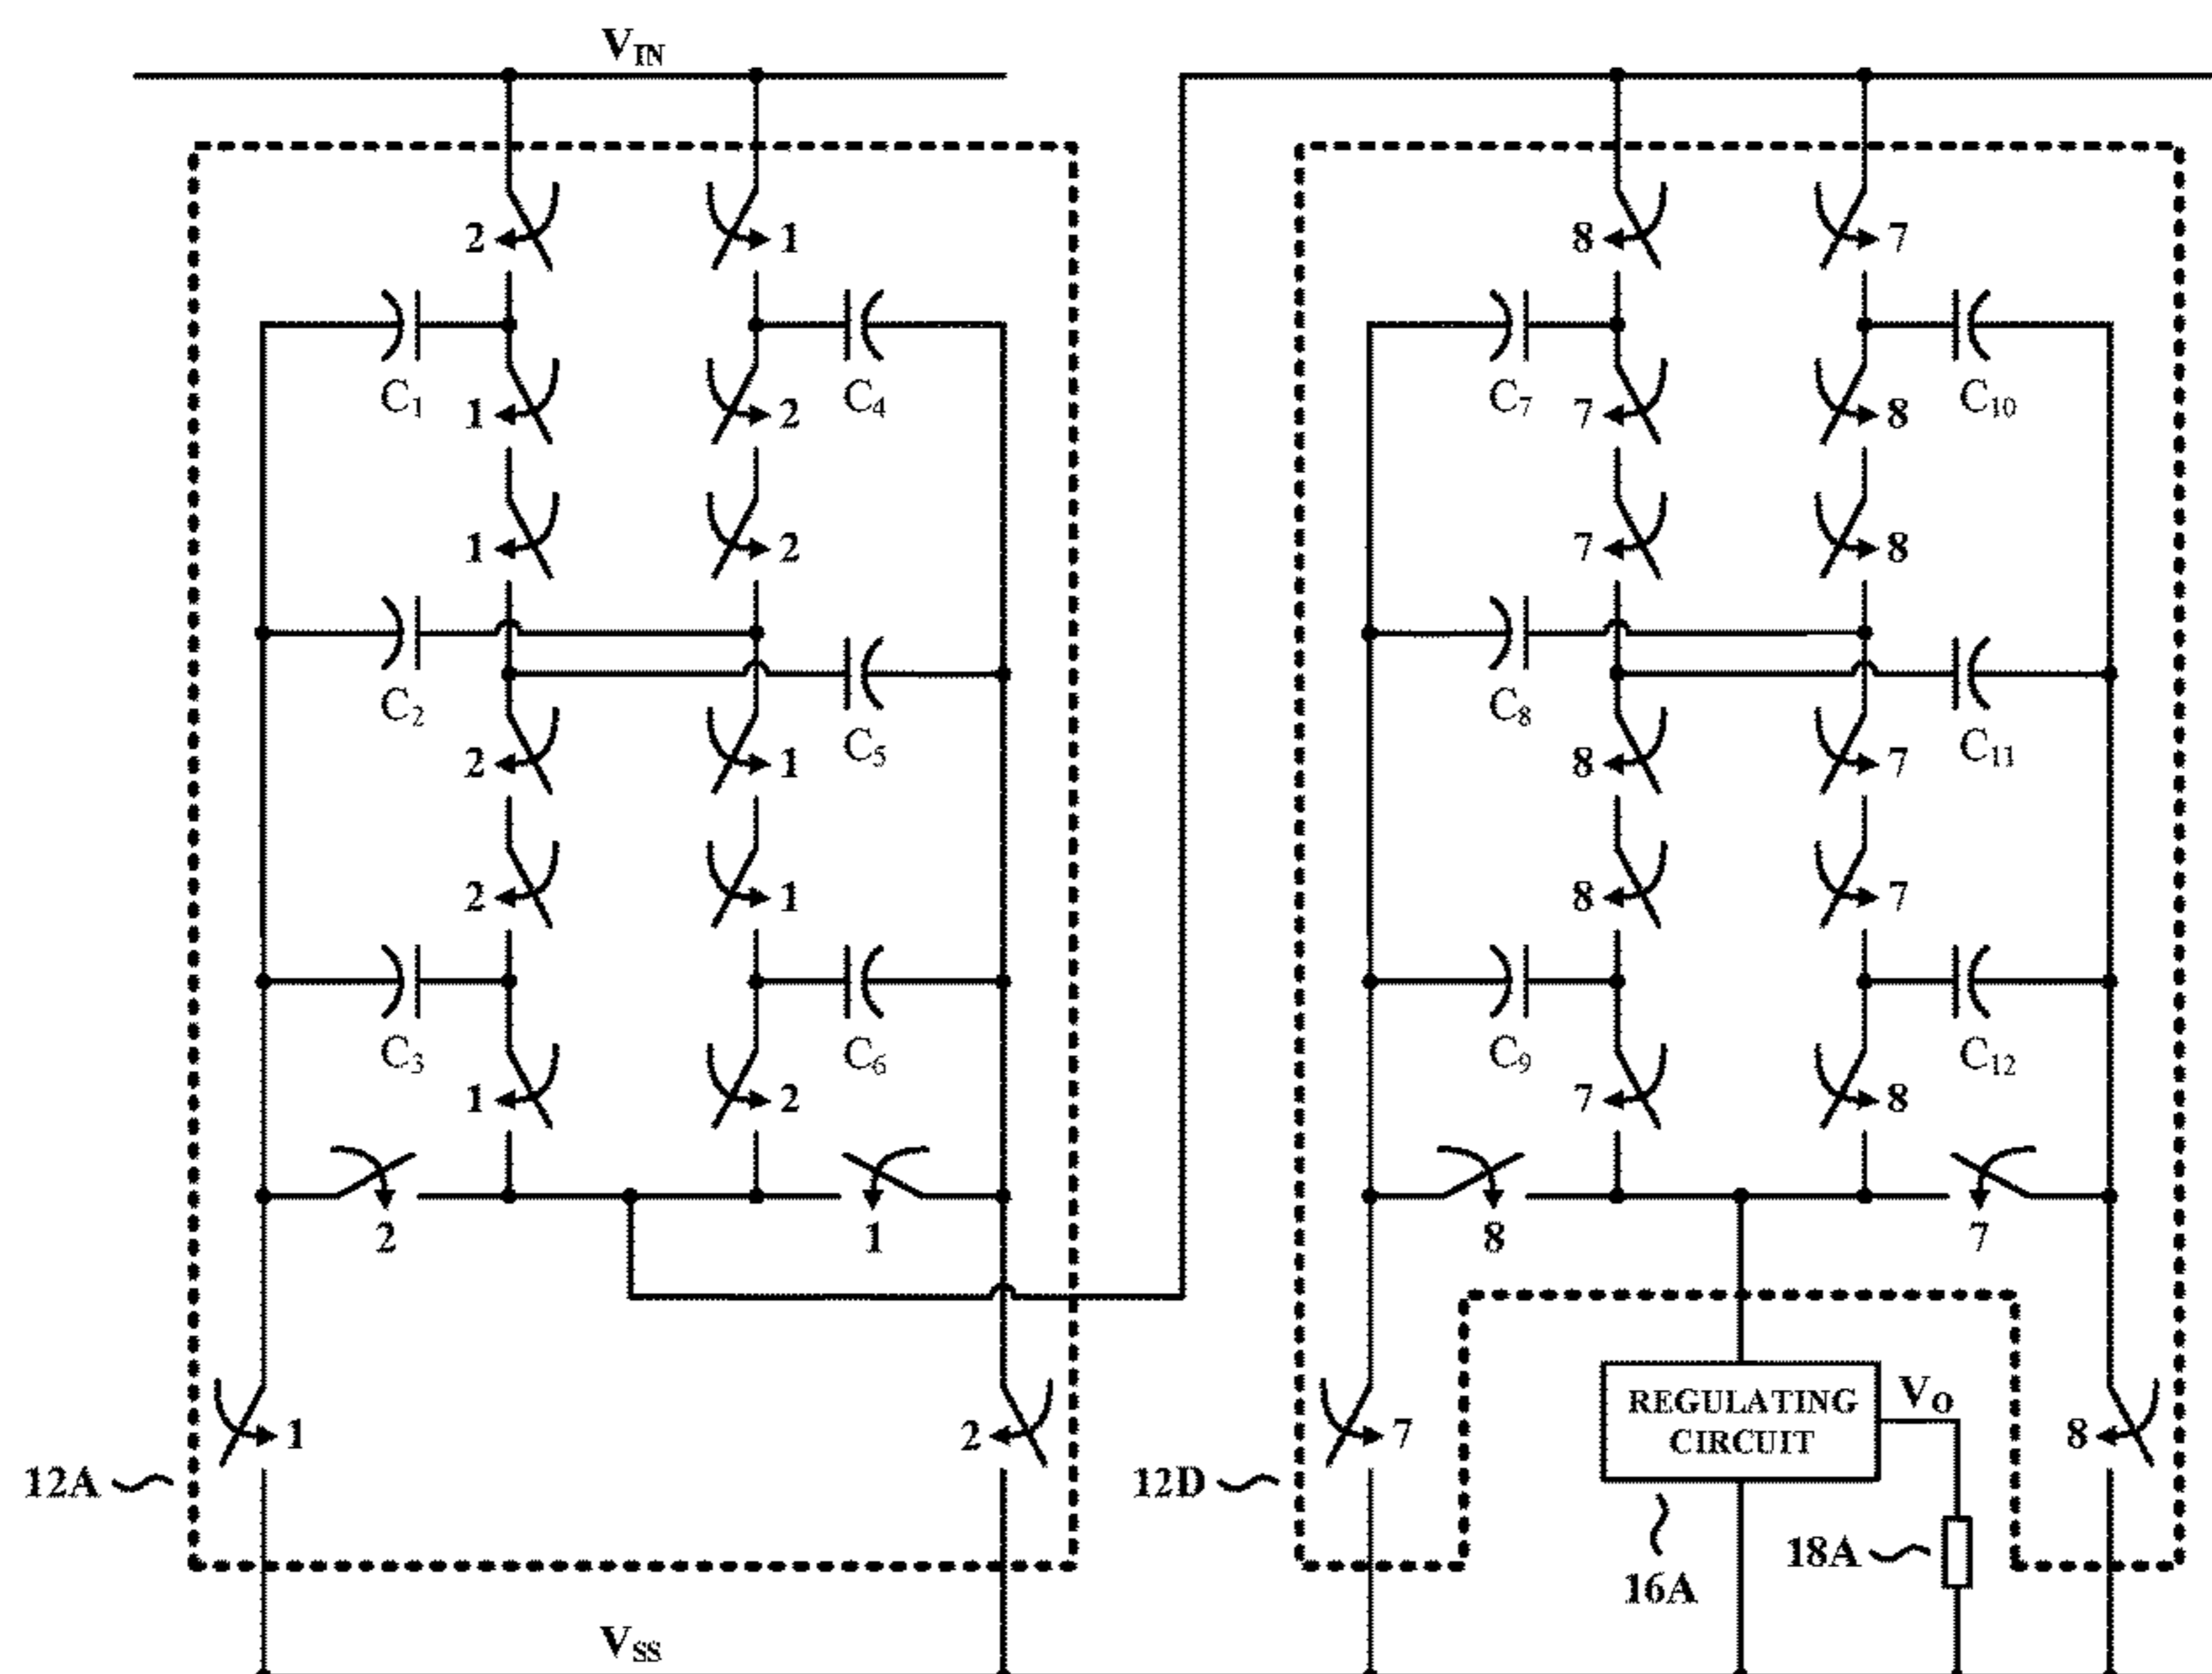 V_IN
2 1 8 7
C₁ 1 2 C₄ C₇ 7 8 C₁₀
1 2 7 8
C₂ 2 1 C₅ C₈ 8 7 C₁₁
2 1 8 7
C₃ C₆ C₉ C₁₂
1 2 7 8
2 1 8 7
1 2 7 REGULATING V_O 8
CIRCUIT
12A 12D
16A 18A
V_SS